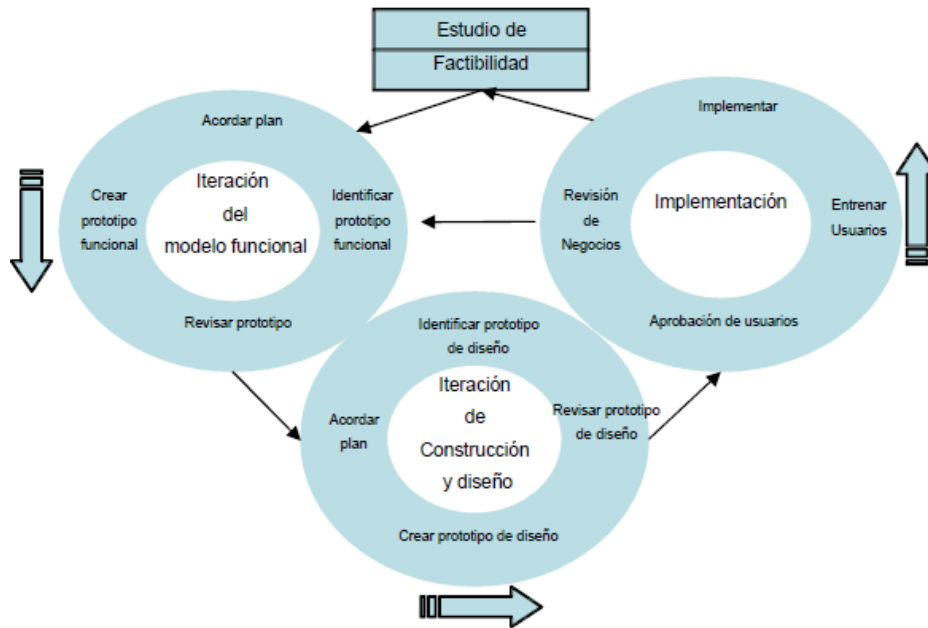 Estudio de
Factibilidad
Acordar plan
Crear
prototipo
funcional
Iteración
del
modelo funcional
Identificar
prototipo
funcional
Revisar prototipo
Implementar
Revisión
de
Negocios
Implementación
Entrenar
Usuarios
Aprobación de usuarios
Identificar prototipo
de diseño
Acordar
plan
Iteración
de
Construcción
y diseño
Revisar prototipo
de diseño
Crear prototipo de diseño